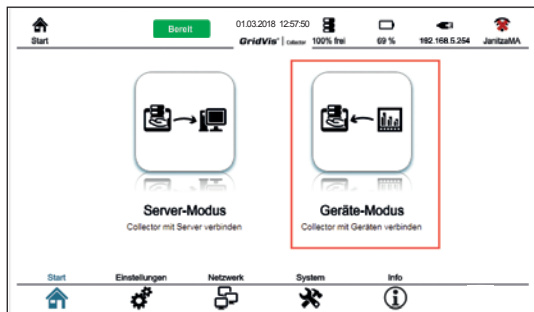 Start
Bereit
01.03.2018 12:57:50
GridVis® | Collector
100% frei
69 %
192.168.5.254
JanitzaMA
Server-Modus
Collector mit Server verbinden
Geräte-Modus
Collector mit Geräten verbinden
Start
Einstellungen
Netzwerk
System
Info